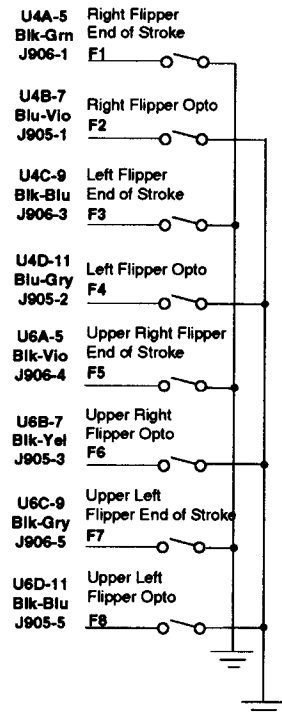 U4A-5
Blk-Grn
J906-1
Right Flipper
End of Stroke
F1
U4B-7
Blu-Vio
J905-1
Right Flipper Opto
F2
U4C-9
Blk-Blu
J906-3
Left Flipper
End of Stroke
F3
U4D-11
Blu-Gry
J905-2
Left Flipper Opto
F4
U6A-5
Blk-Vio
J906-4
Upper Right Flipper
End of Stroke
F5
U6B-7
Blk-Yel
J905-3
Upper Right
Flipper Opto
F6
U6C-9
Blk-Gry
J906-5
Upper Left
Flipper End of Stroke
F7
U6D-11
Blk-Blu
J905-5
Upper Left
Flipper Opto
F8